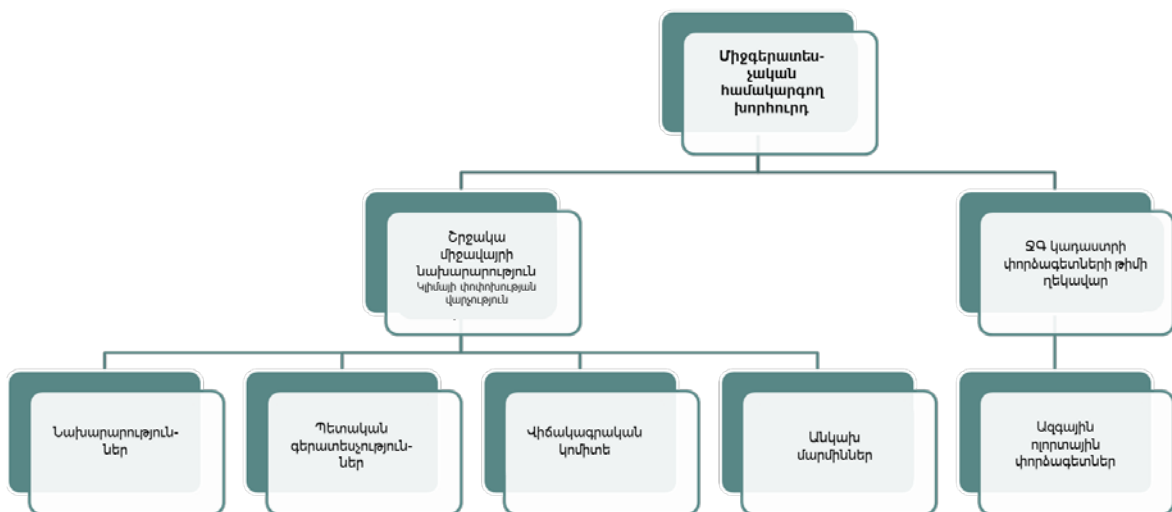 Միջգերատես-
չական
համակարգող
խորհուրդ
Շրջակա
միջավայրի
նախարարություն
Կլիմայի փոփոխության
վարչություն
ՋԳ կադաստրի
փորձագետների թիմի
ղեկավար
Նախարարություն-
ներ
Պետական
գերատեսչություն-
ներ
Վիճակագրական
կոմիտե
Անկախ
մարմիններ
Ազգային
ոլորտային
փորձագետներ